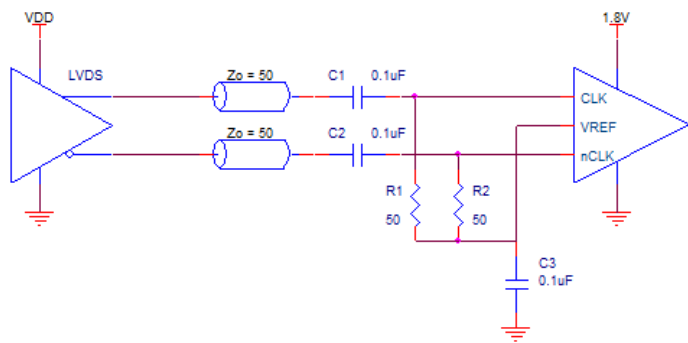 VDD
1.8V
LVDS
Zo = 50
C1
0.1uF
CLK
Zo = 50
C2
0.1uF
VREF
nCLK
R1
R2
50
50
C3
0.1uF